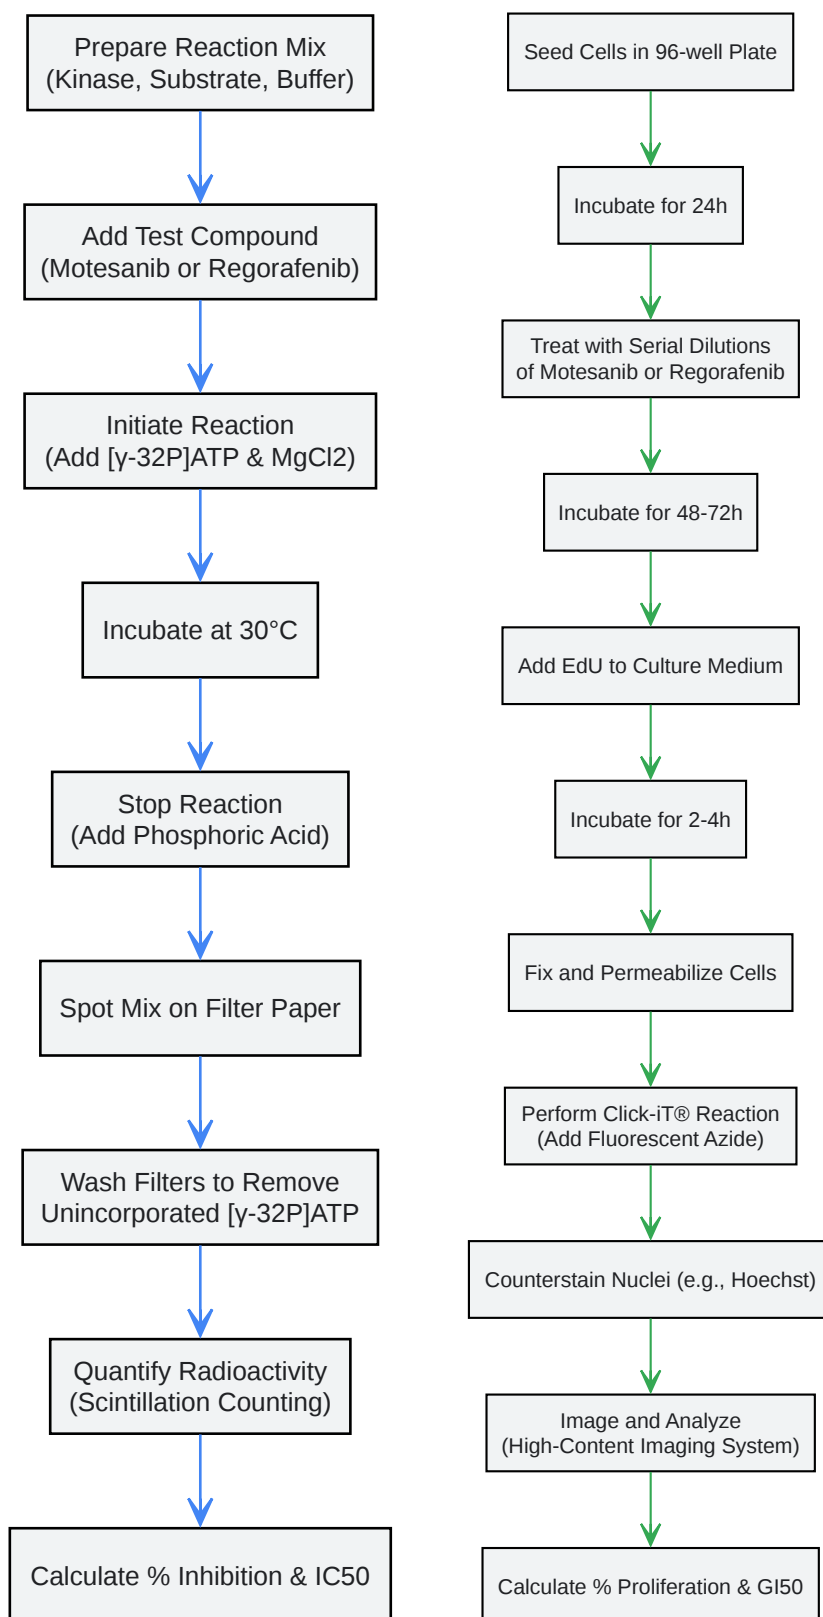 Prepare Reaction Mix
(Kinase, Substrate, Buffer)
Add Test Compound
(Motesanib or Regorafenib)
Initiate Reaction
(Add [γ-32P]ATP & MgCl2)
Incubate at 30°C
Stop Reaction
(Add Phosphoric Acid)
Spot Mix on Filter Paper
Wash Filters to Remove
Unincorporated [γ-32P]ATP
Quantify Radioactivity
(Scintillation Counting)
Calculate % Inhibition & IC50
Seed Cells in 96-well Plate
Incubate for 24h
Treat with Serial Dilutions
of Motesanib or Regorafenib
Incubate for 48-72h
Add EdU to Culture Medium
Incubate for 2-4h
Fix and Permeabilize Cells
Perform Click-iT® Reaction
(Add Fluorescent Azide)
Counterstain Nuclei (e.g., Hoechst)
Image and Analyze
(High-Content Imaging System)
Calculate % Proliferation & GI50